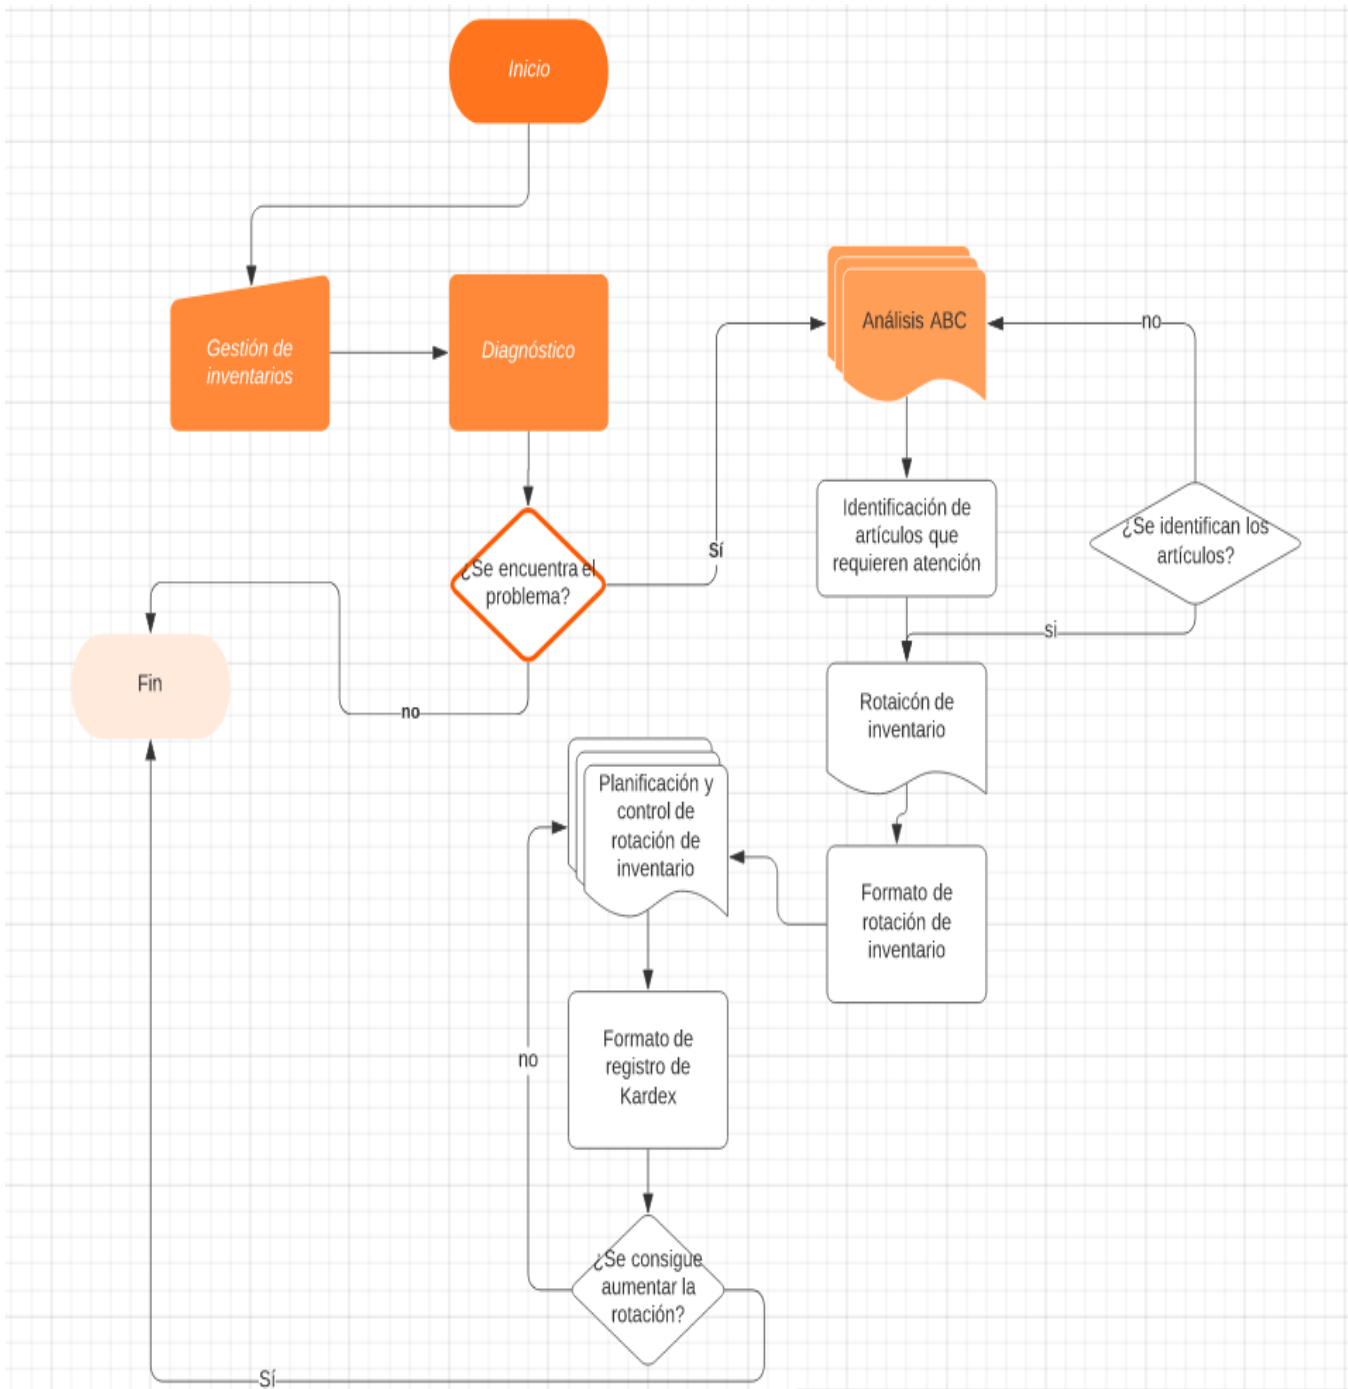 Inicio
Gestión de
inventarios
Diagnóstico
Análisis ABC
no
Sí
Identificación de
artículos que
requieren atención
¿Se identifican los
artículos?
¿Se encuentra el
problema?
si
Fin
no
Rotaicón de
inventario
Planificación y
control de
rotación de
inventario
Formato de
rotación de
inventario
Formato de
registro de
Kardex
no
¿Se consigue
aumentar la
rotación?
Sí